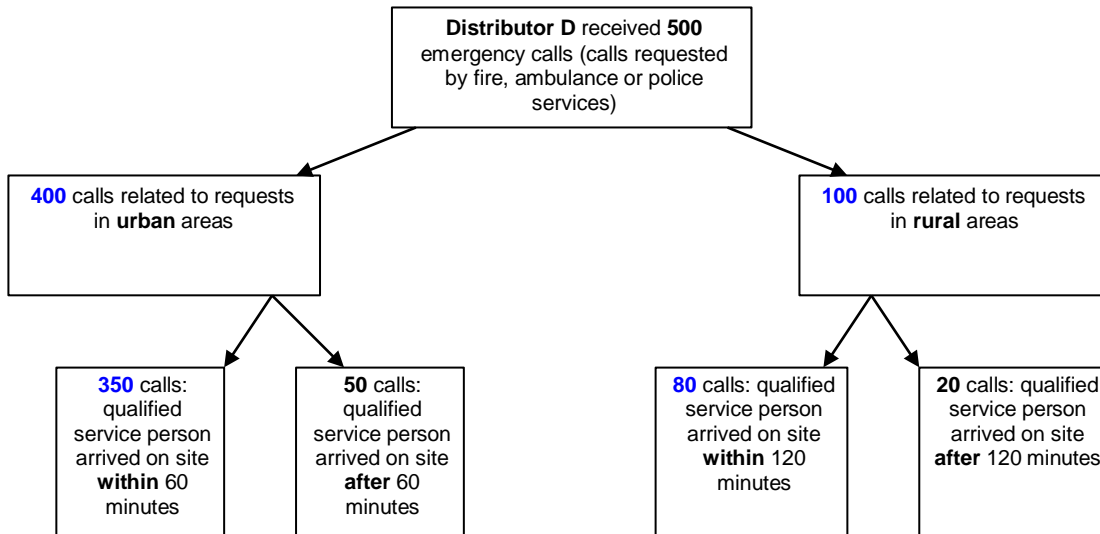 Distributor D received 500
emergency calls (calls requested
by fire, ambulance or police
services)
400 calls related to requests
in urban areas
100 calls related to requests
in rural areas
350 calls:
qualified
service person
arrived on site
within 60
minutes
50 calls:
qualified
service person
arrived on site
after 60
minutes
80 calls: qualified
service person
arrived on site
within 120
minutes
20 calls: qualified
service person
arrived on site
after 120 minutes